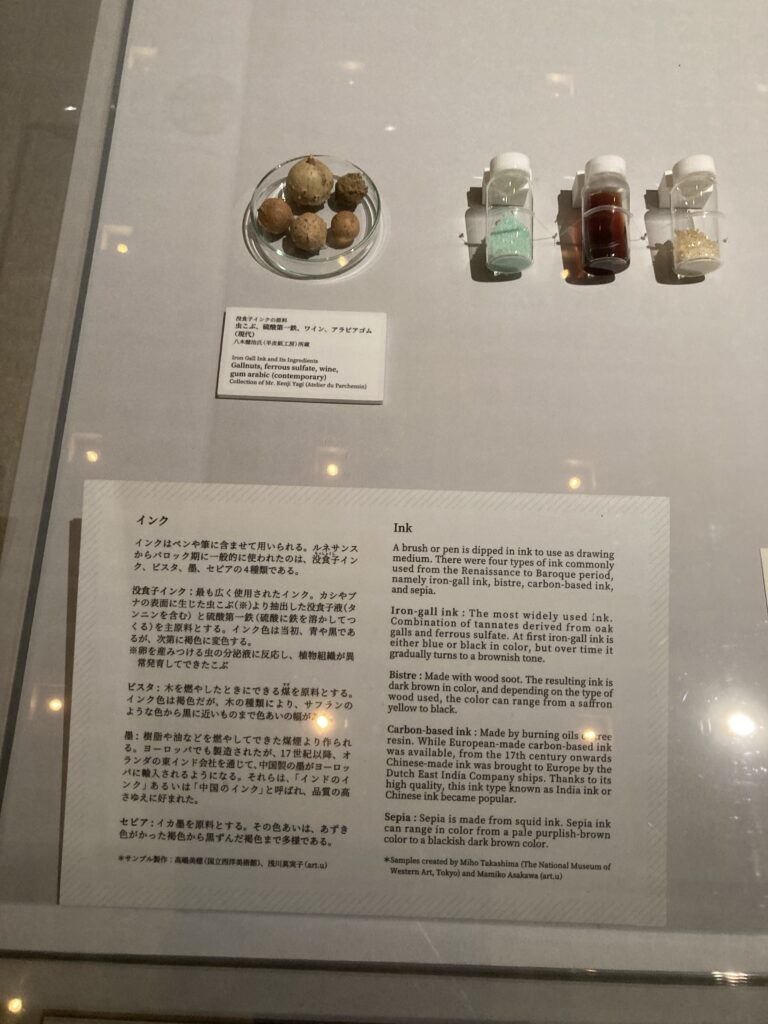 没食子インクの原料
虫こぶ、硫酸第一鉄、ワイン、アラビアゴム
(現代)
八木健治氏(羊皮紙工房)所蔵
Iron Gall Ink and Its Ingredients
Gallnuts, ferrous sulfate, wine,
gum arabic (contemporary)
Collection of Mr. Kenji Yagi (Atelier du Parchemin)
インク
インクはペンや筆に含ませて用いられる。ルネサンス
からバロック期に一般的に使われたのは、没食子イン
ク、ビスタ、墨、セピアの4種類である。
没食子インク:最も広く使用されたインク。カシやブ
ナの表面に生じた虫こぶ(※)より抽出した没食子液(タ
ンニンを含む)と硫酸第一鉄(硫酸に鉄を溶かしてつ
くる)を主原料とする。インク色は当初、青や黒であ
るが、次第に褐色に変色する。
※卵を産みつける虫の分泌液に反応し、植物組織が異
常発育してできたこぶ
ビスタ:木を燃やしたときにできる煤を原料とする。
インク色は褐色だが、木の種類により、サフランの
ような色から黒に近いものまで色あいの幅が
墨:樹脂や油などを燃やしてできた煤煙より作られ
る。ヨーロッパでも製造されたが、17世紀以降、オ
ランダの東インド会社を通じて、中国製の墨がヨーロッ
パに輸入されるようになる。それらは、「インドのイ
ンク」あるいは「中国のインク」と呼ばれ、品質の高
さゆえに好まれた。
セピア:イカ墨を原料とする。その色あいは、あずき
色がかった褐色から黒ずんだ褐色まで多様である。
*サンプル製作:高嶋美穂(国立西洋美術館)、浅川真実子(art.u)
Ink
A brush or pen is dipped in ink to use as drawing
medium. There were four types of ink commonly
used from the Renaissance to Baroque period,
namely iron-gall ink, bistre, carbon-based ink,
and sepia.
Iron-gall ink : The most widely used ink.
Combination of tannates derived from oak
galls and ferrous sulfate. At first iron-gall ink is
either blue or black in color, but over time it
gradually turns to a brownish tone.
Bistre : Made with wood soot. The resulting ink is
dark brown in color, and depending on the type of
wood used, the color can range from a saffron
yellow to black.
Carbon-based ink : Made by burning oils or tree
resin. While European-made carbon-based ink
was available, from the 17th century onwards
Chinese-made ink was brought to Europe by the
Dutch East India Company ships. Thanks to its
high quality, this ink type known as India ink or
Chinese ink became popular.
Sepia : Sepia is made from squid ink. Sepia ink
can range in color from a pale purplish-brown
color to a blackish dark brown color.
*Samples created by Miho Takashima (The National Museum of
Western Art, Tokyo) and Mamiko Asakawa (art.u)